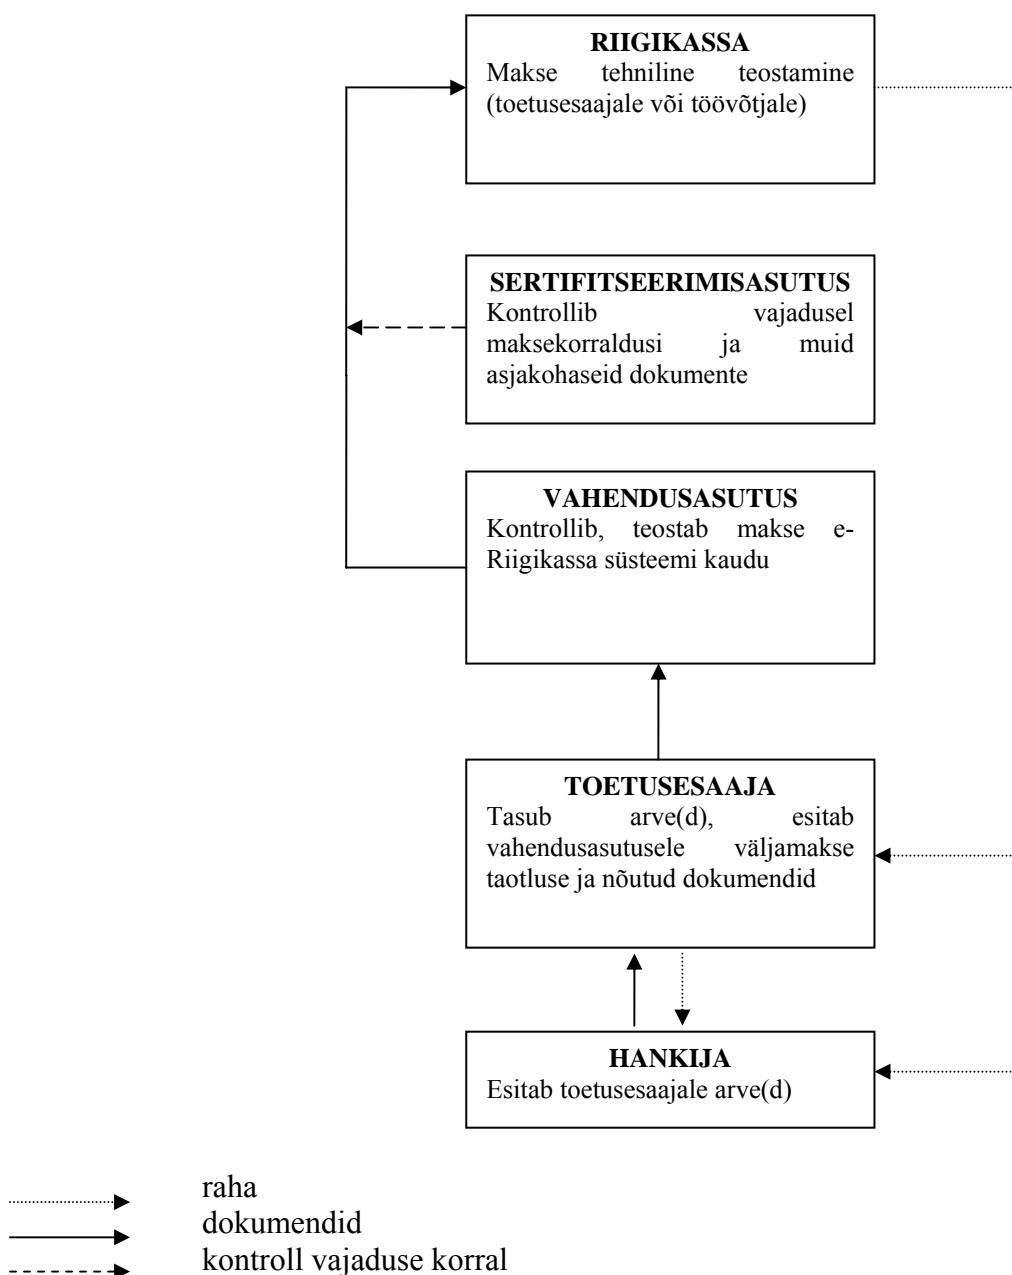 RIIGIKASSA
Makse tehniline teostamine
(toetusesaajale või töövõtjale)
SERTIFITSEERIMISASUTUS
Kontrollib vajadusel
maksekorraldusi ja muid
asjakohaseid dokumente
VAHENDUSASUTUS
Kontrollib, teostab makse e-
Riigikassa süsteemi kaudu
TOETUSESAAJA
Tasub arve(d), esitab
vahendusasutusele väljamakse
taotluse ja nõutud dokumendid
HANKIJA
Esitab toetusesaajale arve(d)
raha
dokumendid
kontroll vajaduse korral